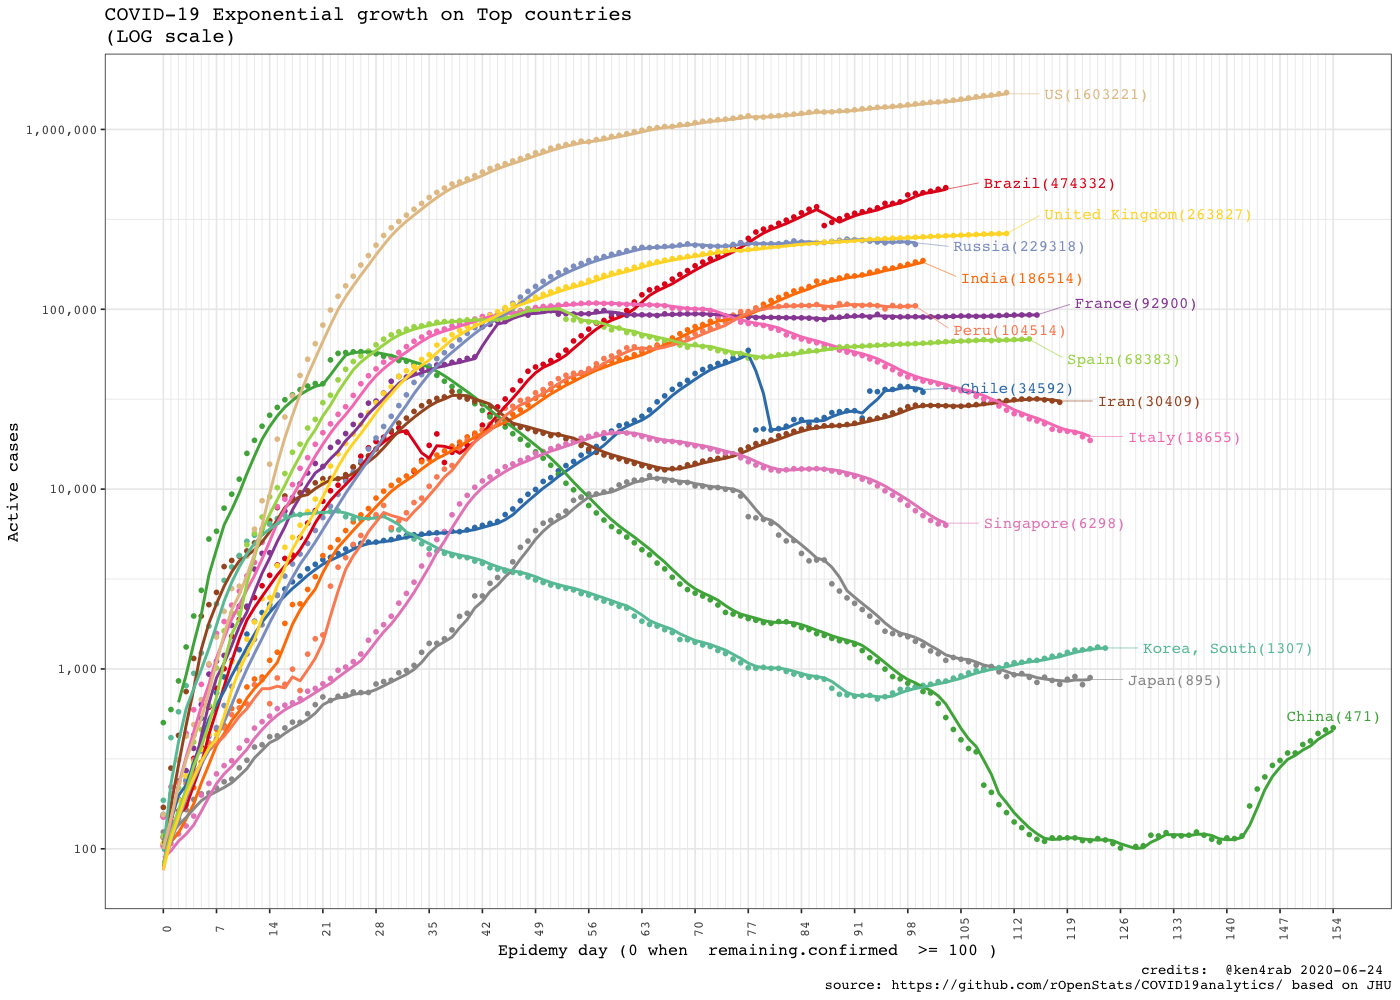 COVID-19 Exponential growth on Top countries
(LOG scale)
US(1603221)
1,000,000
Brazil(474332)
United Kingdom(263827)
Russia(229318)
India(186514)
France(92900)
100,000
Peru(104514)
Spain(68383)
Chile(34592)
Iran(30409)
Italy(18655)
Active cases
10,000
Singapore(6298)
1,000
Korea, South(1307)
Japan(895)
China(471)
100
0 7 14 21 28 35 42 49 56 63 70 77 84 91 98 105 112 119 126 133 140 147 154
Epidemy day (0 when  remaining.confirmed  >= 100 )
credits:  @ken4rab 2020-06-24
source: https://github.com/rOpenStats/COVID19analytics/ based on JHU